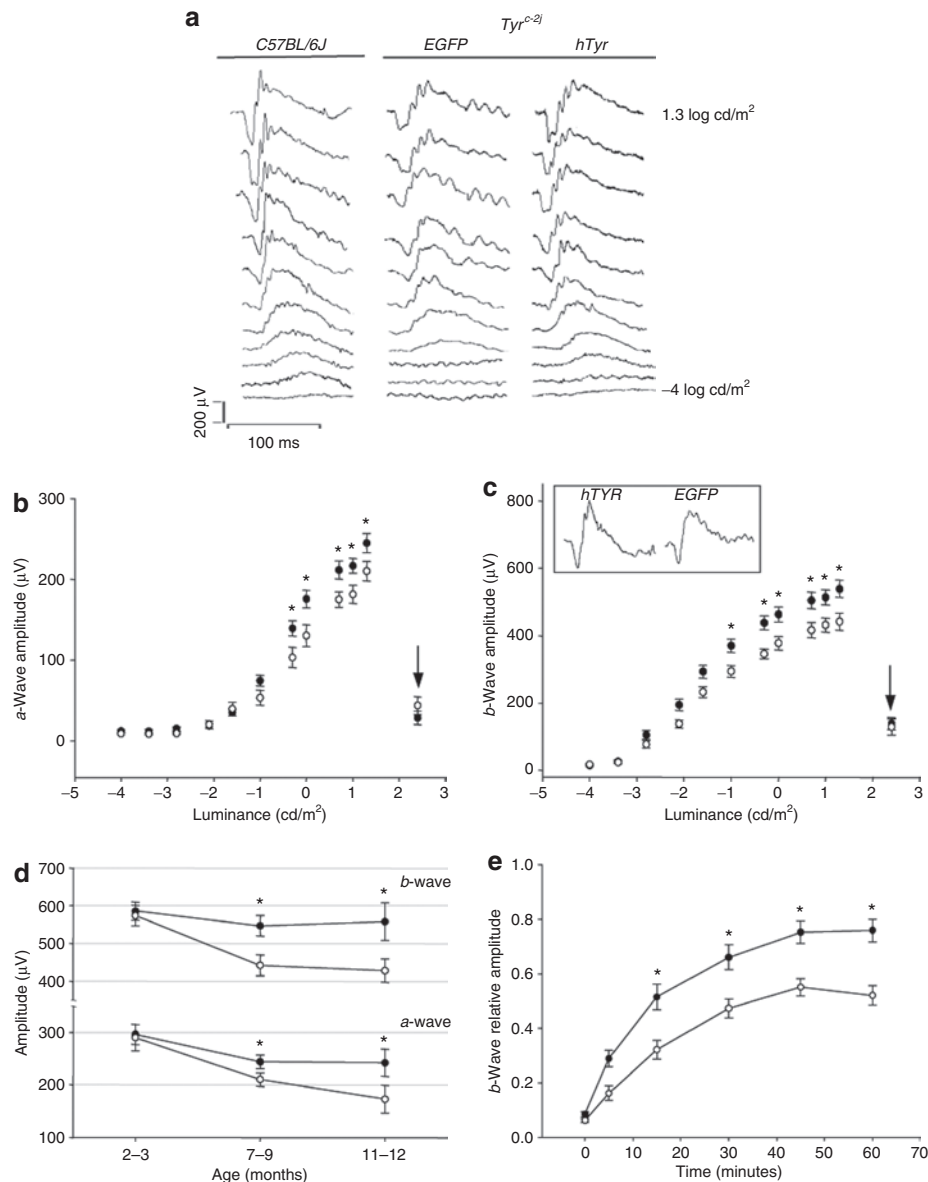 a
Tyr^c-2j
C57BL/6J EGFP hTyr
1.3 log cd/m²
–4 log cd/m²
200 μV
100 ms
b
a-Wave amplitude (μV)
300
200
100
0
–5 –4 –3 –2 –1 0 1 2 3
Luminance (cd/m²)
* * * * *
c
b-Wave amplitude (μV)
hTYR EGFP
800
600
400
200
0
–5 –4 –3 –2 –1 0 1 2 3
Luminance (cd/m²)
* * * * * *
d
Amplitude (μV)
700
600
500
400
300
200
100
b-wave
* *
a-wave
* *
2–3 7–9 11–12
Age (months)
e
b-Wave relative amplitude
1.0
0.8
0.6
0.4
0.2
0.0
* * * *
0 10 20 30 40 50 60 70
Time (minutes)